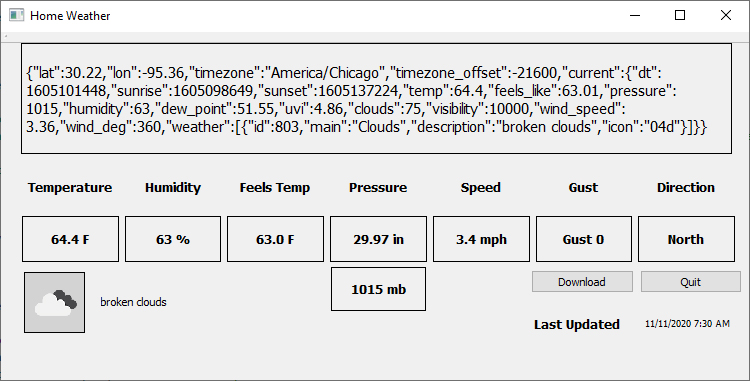 Home Weather
{"lat":30.22,"lon":-95.36,"timezone":"America/Chicago","timezone_offset":-21600,"current":{"dt":
1605101448,"sunrise":1605098649,"sunset":1605137224,"temp":64.4,"feels_like":63.01,"pressure":
1015,"humidity":63,"dew_point":51.55,"uvi":4.86,"clouds":75,"visibility":10000,"wind_speed":
3.36,"wind_deg":360,"weather":[{"id":803,"main":"Clouds","description":"broken clouds","icon":"04d"}]}}
Temperature Humidity Feels Temp Pressure Speed Gust Direction
64.4 F 63 % 63.0 F 29.97 in 3.4 mph Gust 0 North
broken clouds 1015 mb Download Quit
Last Updated 11/11/2020 7:30 AM